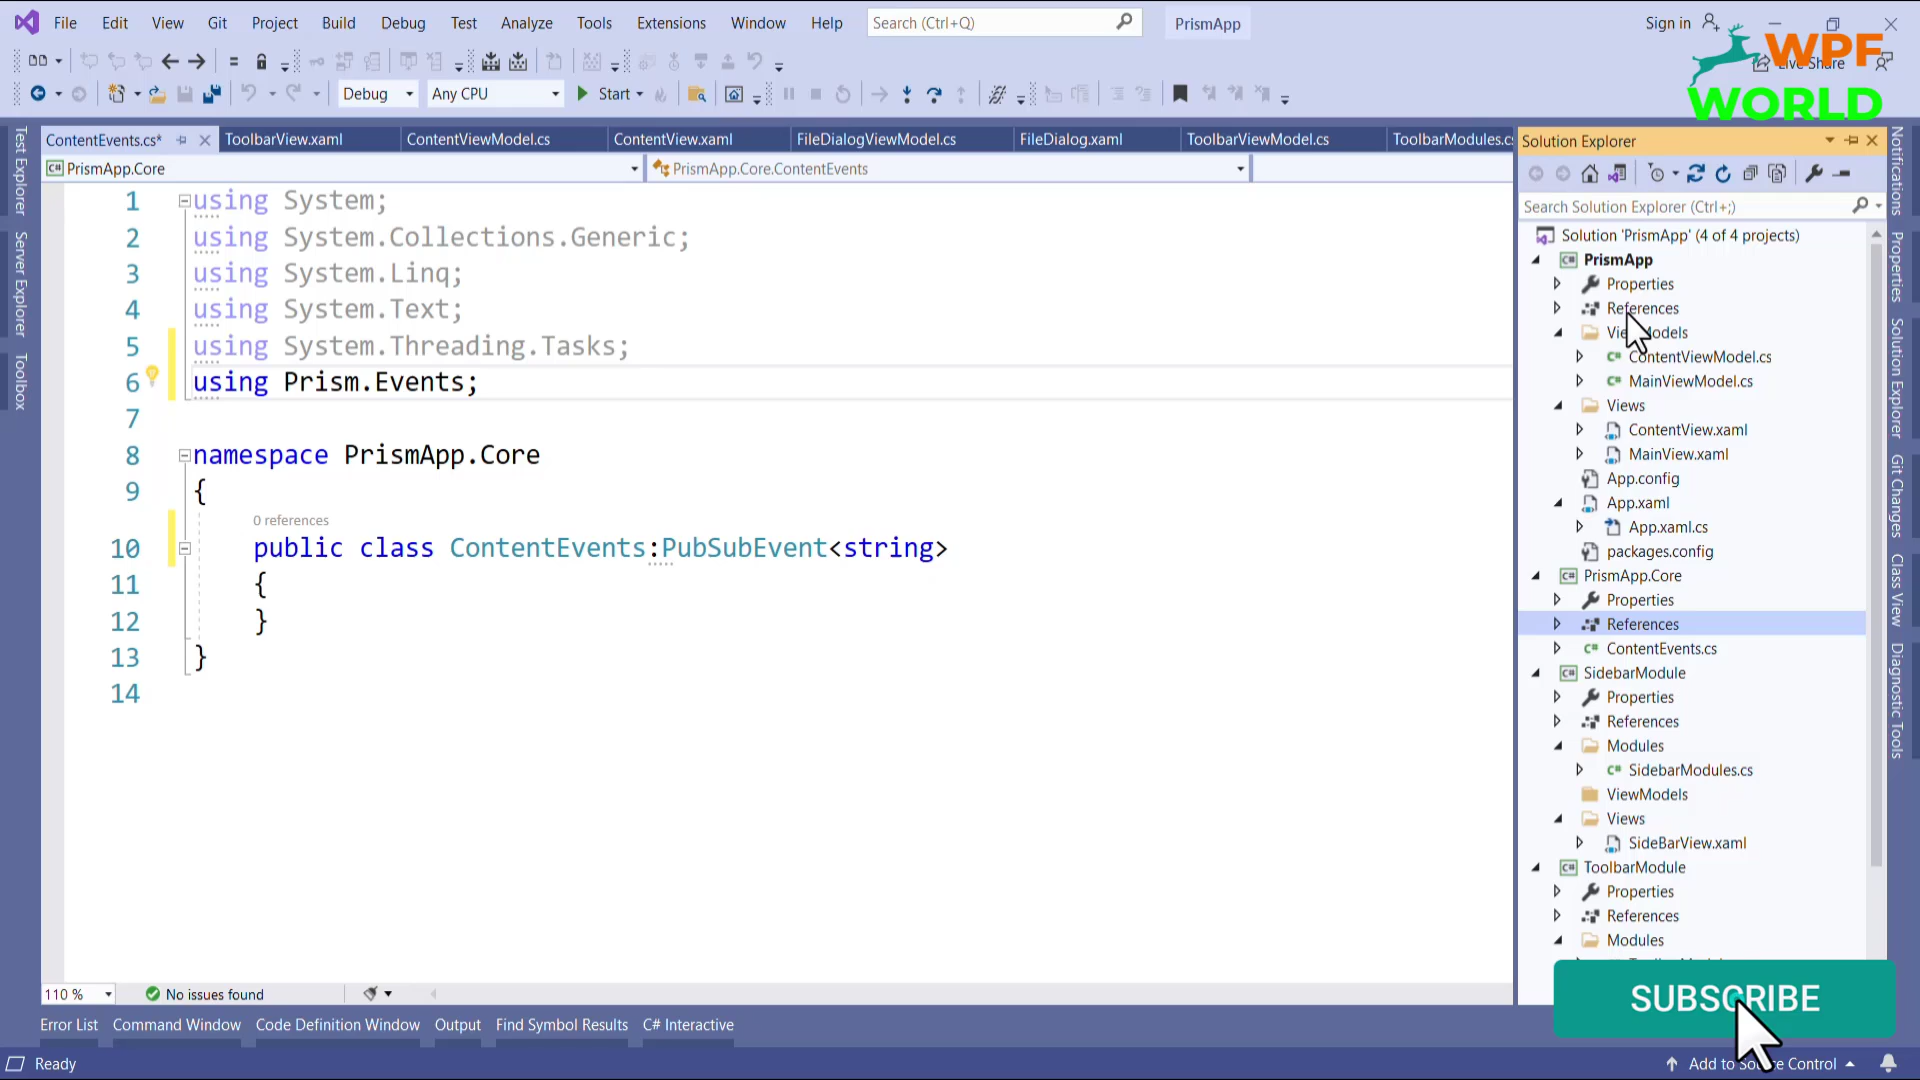 File Edit View Git Project Build Debug Test Analyze Tools Extensions Window Help Search (Ctrl+Q) PrismApp Sign in
WPF
Live Share
WORLD
Debug Any CPU Start
ContentEvents.cs* ToolbarView.xaml ContentViewModel.cs ContentView.xaml FileDialogViewModel.cs FileDialog.xaml ToolbarViewModel.cs ToolbarModules.cs
PrismApp.Core PrismApp.Core.ContentEvents
Test Explorer
Server Explorer
Toolbox
1 using System;
2 using System.Collections.Generic;
3 using System.Linq;
4 using System.Text;
5 using System.Threading.Tasks;
6 using Prism.Events;
7
8 namespace PrismApp.Core
9 {
0 references
10 public class ContentEvents:PubSubEvent<string>
11 {
12 }
13 }
14
110 % No issues found
Solution Explorer
Search Solution Explorer (Ctrl+;)
Solution 'PrismApp' (4 of 4 projects)
PrismApp
Properties
References
ViewModels
ContentViewModel.cs
MainViewModel.cs
Views
ContentView.xaml
MainView.xaml
App.config
App.xaml
App.xaml.cs
packages.config
PrismApp.Core
Properties
References
ContentEvents.cs
SidebarModule
Properties
References
Modules
SidebarModules.cs
ViewModels
Views
SideBarView.xaml
ToolbarModule
Properties
References
Modules
Notifications
Properties
Solution Explorer
Git Changes
Class View
Diagnostic Tools
SUBSCRIBE
Error List Command Window Code Definition Window Output Find Symbol Results C# Interactive
Ready Add to Source Control